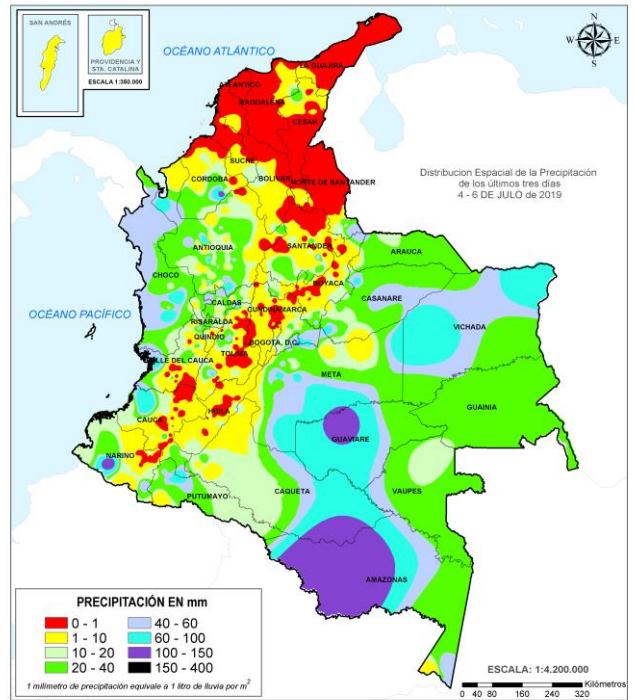 SAN ANDRÉS
PROVIDENCIA Y
STA. CATALINA
ESCALA 1:350.000
OCÉANO ATLÁNTICO
N
W
E
S
LA GUAJIRA
ATLANTICO
MAGDALENA
CESAR
SUCRE
CORDOBA
BOLIVAR
NORTE DE SANTANDER
Distribucion Espacial de la Precipitación
de los últimos tres días
4 - 6 DE JULO de 2019
ANTIOQUIA
SANTANDER
ARAUCA
CHOCO
BOYACA
CASANARE
CALDAS
CUNDINAMARCA
OCÉANO PACÍFICO
RISARALDA
VICHADA
QUINDIO
BOGOTA, D.C.
TOLIMA
VALLE DEL CAUCA
META
GUAINIA
HUILA
CAUCA
GUAVIARE
NARIÑO
PUTUMAYO
CAQUETA
VAUPES
AMAZONAS
PRECIPITACIÓN EN mm
0 - 1
40 - 60
1 - 10
60 - 100
10 - 20
100 - 150
20 - 40
150 - 400
1 milímetro de precipitación equivale a 1 litro de lluvia por m²
ESCALA: 1:4.200.000
Kilómetros
0 40 80 160 240 320